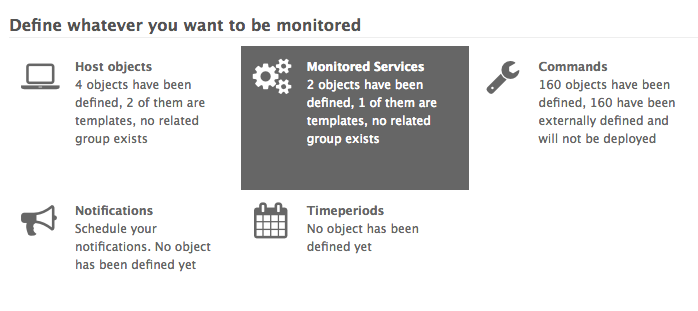 Define whatever you want to be monitored
Host objects
4 objects have been
defined, 2 of them are
templates, no related
group exists
Monitored Services
2 objects have been
defined, 1 of them are
templates, no related
group exists
Commands
160 objects have been
defined, 160 have been
externally defined and
will not be deployed
Notifications
Schedule your
notifications. No object
has been defined yet
Timeperiods
No object has been
defined yet